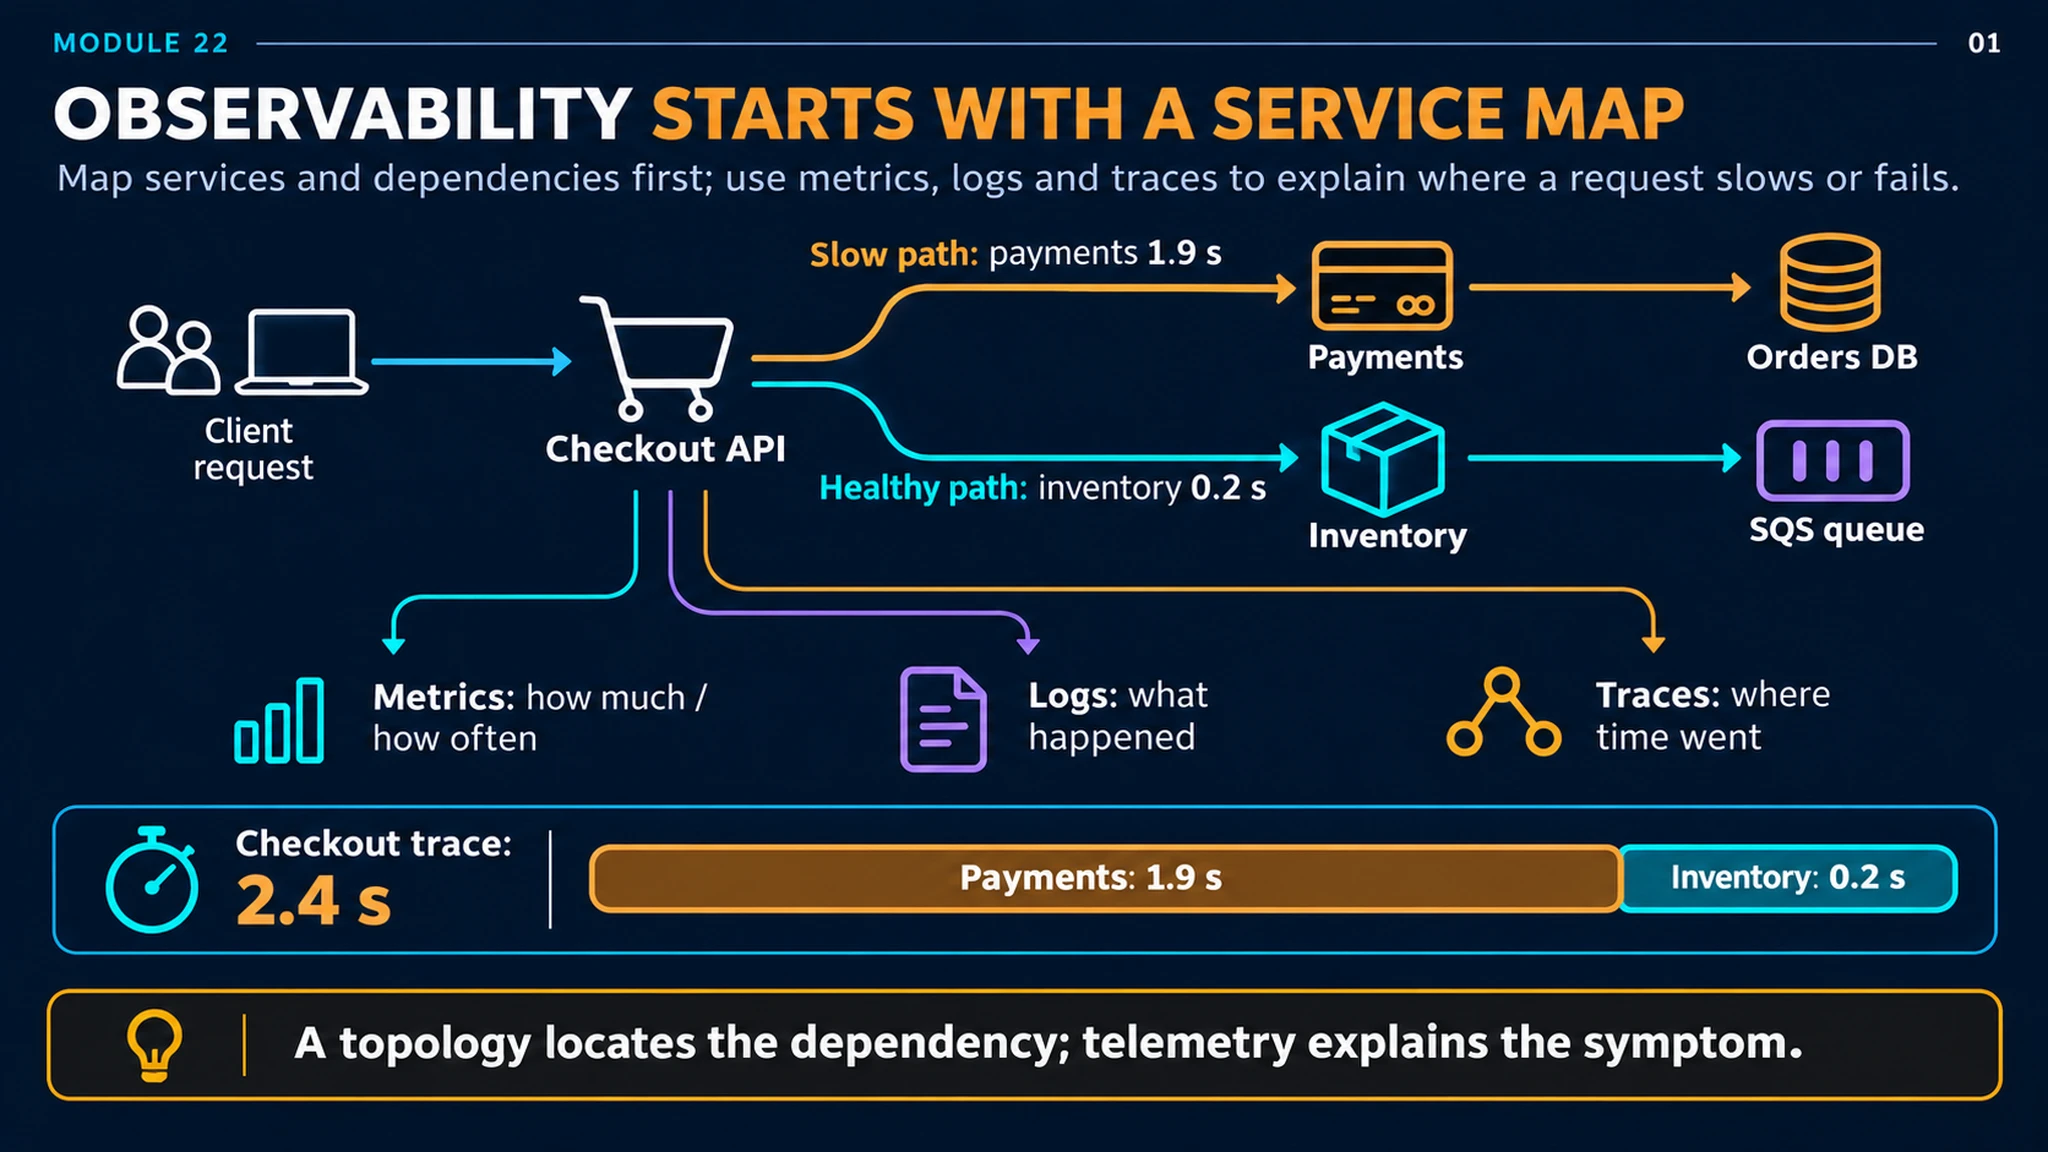 MODULE 22
01
OBSERVABILITY STARTS WITH A SERVICE MAP
Map services and dependencies first; use metrics, logs and traces to explain where a request slows or fails.
Slow path: payments 1.9 s
Payments
Orders DB
Client
request
Checkout API
Healthy path: inventory 0.2 s
Inventory
SQS queue
Metrics: how much /
how often
Logs: what
happened
Traces: where
time went
Checkout trace:
2.4 s
Payments: 1.9 s
Inventory: 0.2 s
A topology locates the dependency; telemetry explains the symptom.